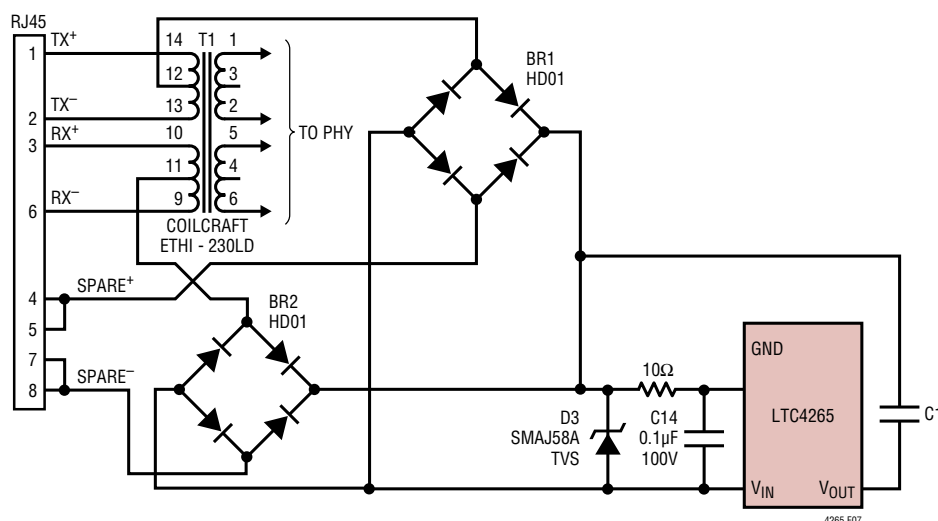 RJ45
1 TX+ 14 T1 1
12 3
2 TX– 13 2
3 RX+ 10 5
11 4
6 RX– 9 6
TO PHY
COILCRAFT
ETHI - 230LD
BR1
HD01
4 SPARE+
5
7
8 SPARE–
BR2
HD01
10Ω
D3
SMAJ58A
TVS
C14
0.1µF
100V
GND
LTC4265
VIN VOUT
4265 F07